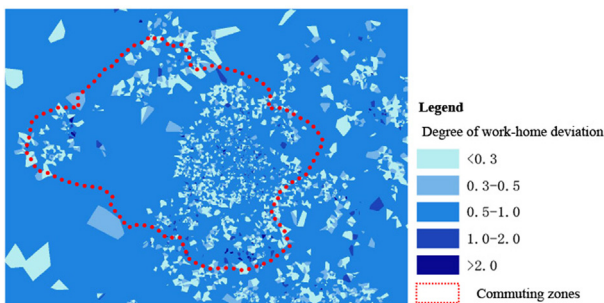 Legend
Degree of work-home deviation
<0.3
0.3-0.5
0.5-1.0
1.0-2.0
>2.0
Commuting zones